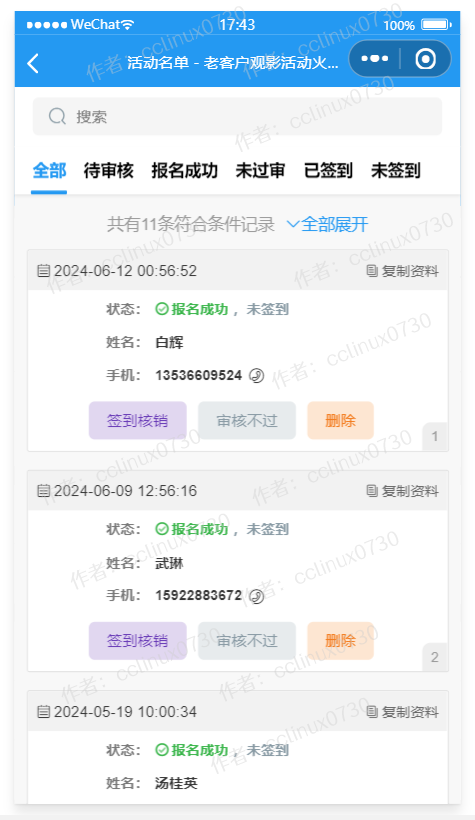 WeChat 17:43 100%
活动名单 - 老客户观影活动火...
搜索
全部 待审核 报名成功 未过审 已签到 未签到
共有11条符合条件记录 全部展开
2024-06-12 00:56:52 复制资料
状态： 报名成功 ，未签到
姓名： 白辉
手机： 13536609524
签到核销 审核不过 删除
1
2024-06-09 12:56:16 复制资料
状态： 报名成功 ，未签到
姓名： 武琳
手机： 15922883672
签到核销 审核不过 删除
2
2024-05-19 10:00:34 复制资料
状态： 报名成功 ，未签到
姓名： 汤桂英
作者：cclinux0730